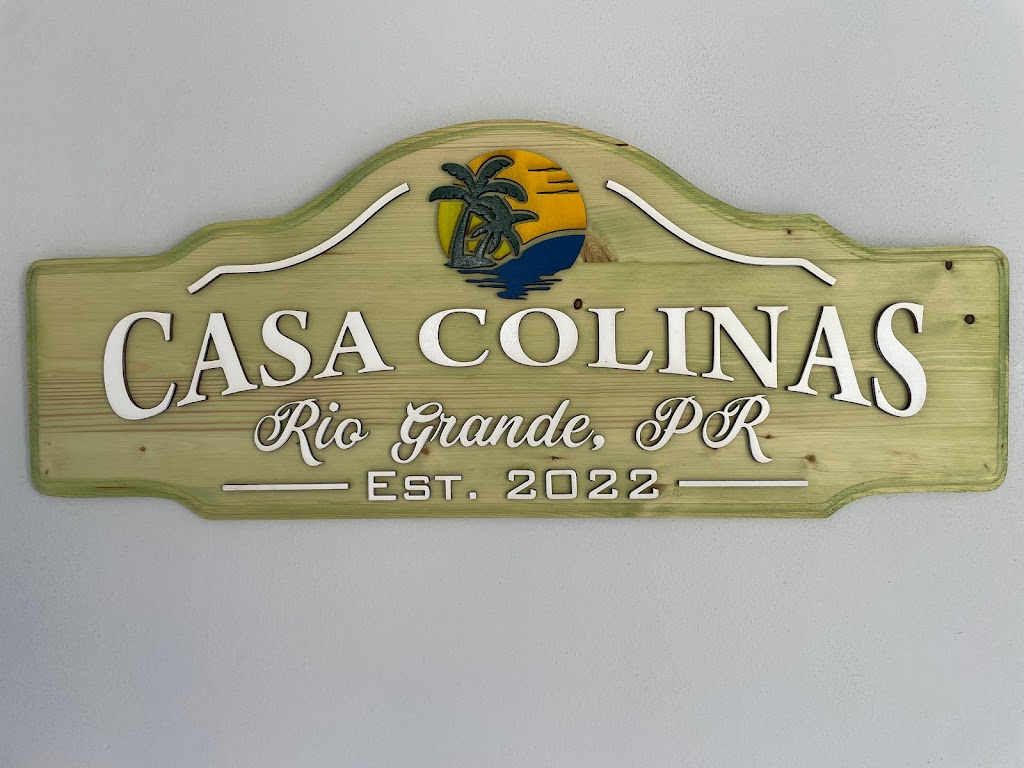 CASA COLINAS
Rio Grande, PR
EST. 2022